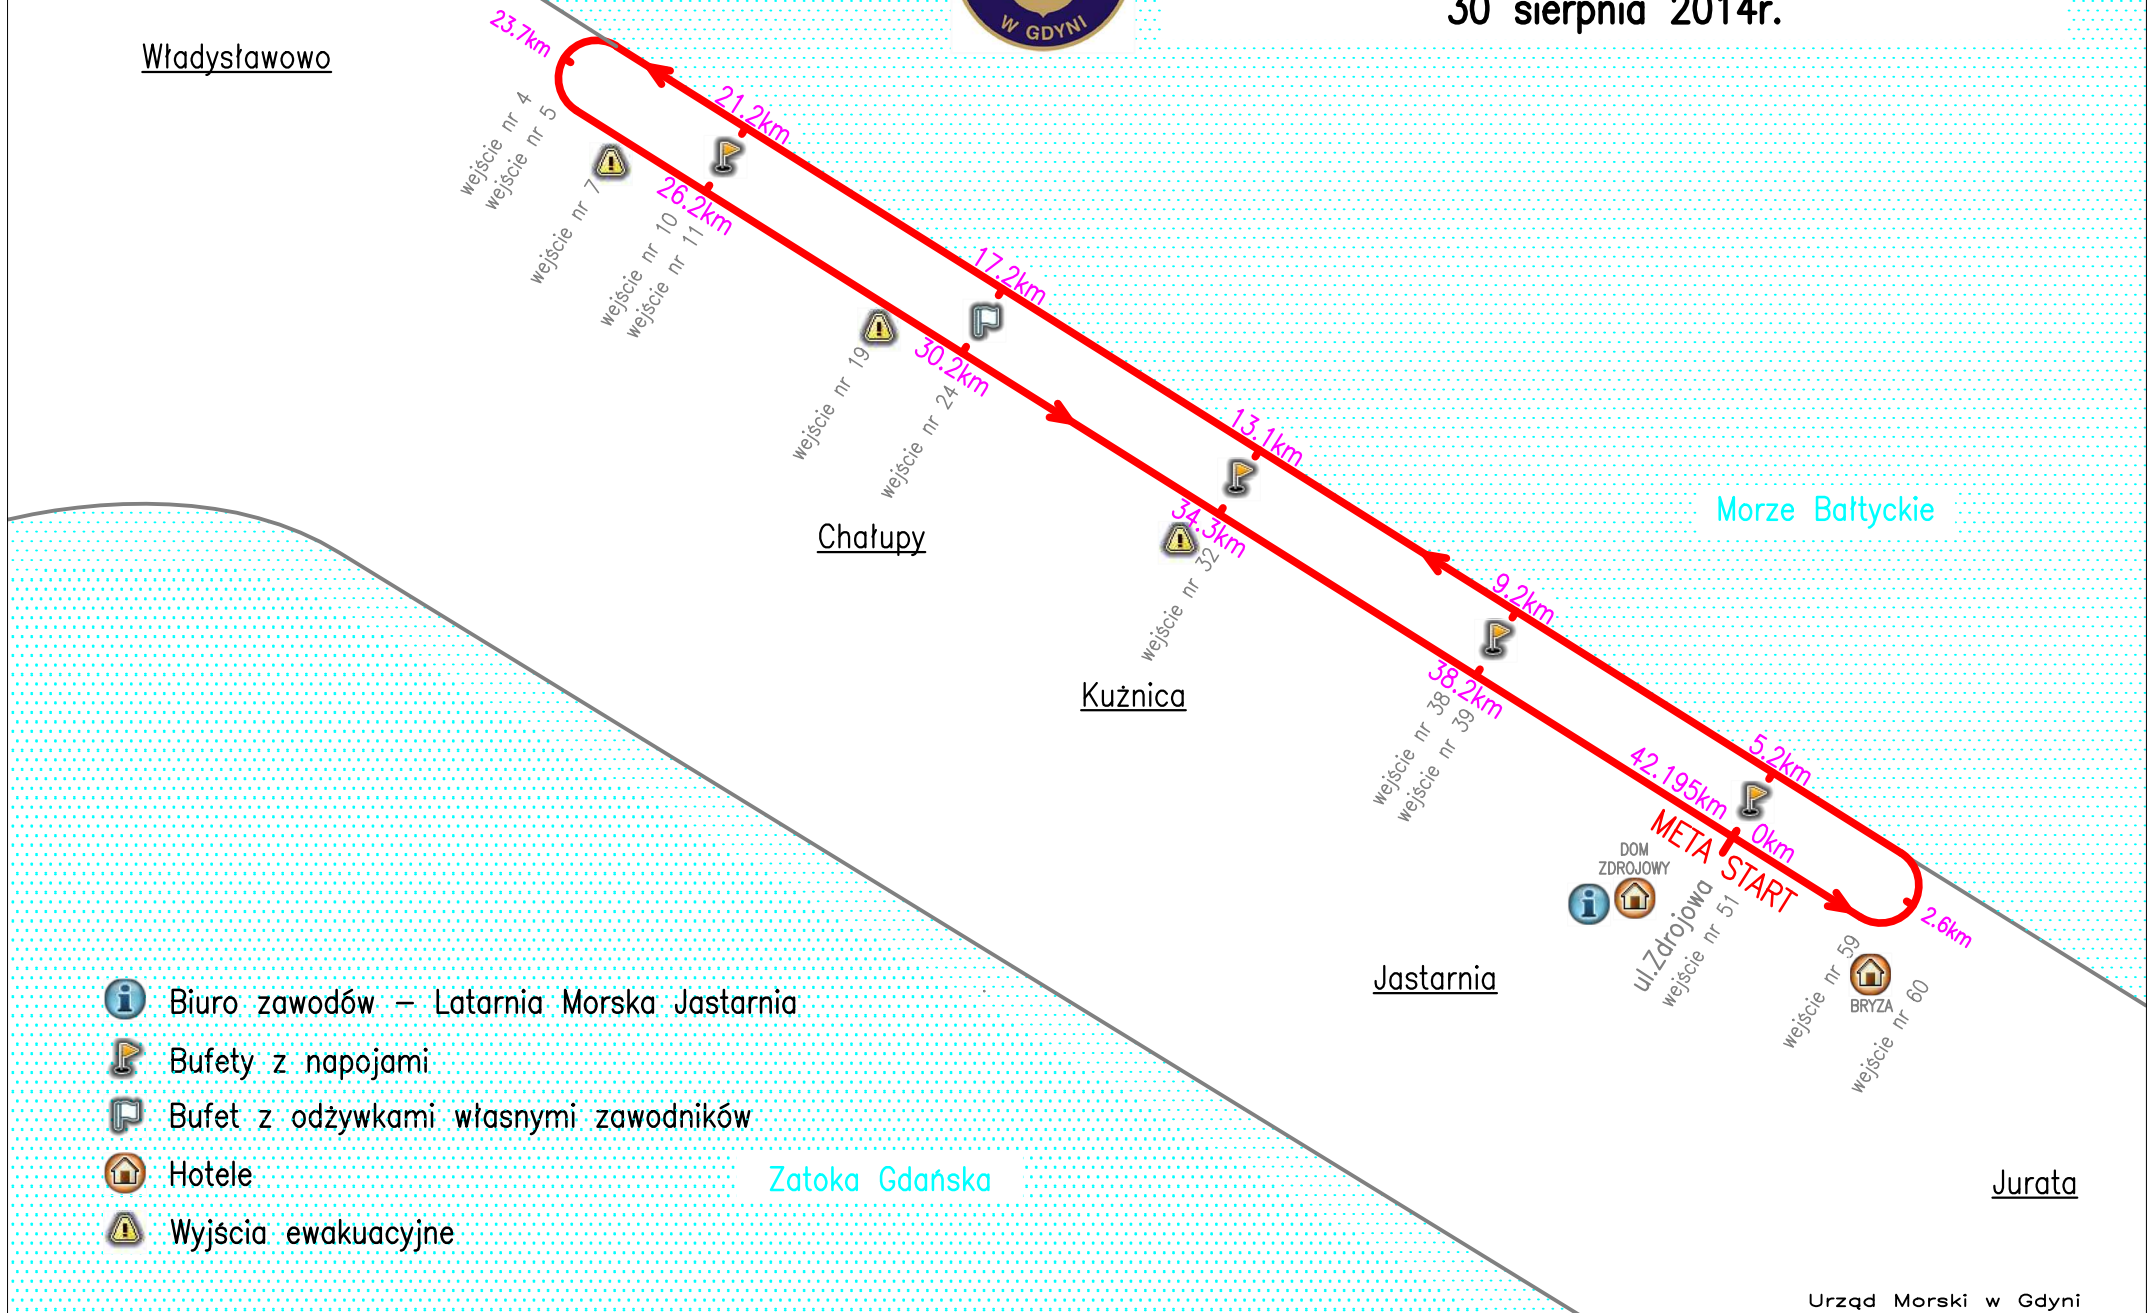 W GDYNI
30 sierpnia 2014r.
Władysławowo
23.7km
21.2km
wejście nr 4
wejście nr 5
wejście nr 7
26.2km
wejście nr 10
wejście nr 11
17.2km
wejście nr 19
30.2km
wejście nr 24
13.1km
34.3km
wejście nr 32
Chałupy
Morze Bałtyckie
9.2km
Kużnica
38.2km
wejście nr 38
wejście nr 39
5.2km
42.195km
0km
META
START
DOM
ZDROJOWY
ul.Zdrojowa
wejście nr 51
2.6km
wejście nr 59
BRYZA
wejście nr 60
Jastarnia
Biuro zawodów – Latarnia Morska Jastarnia
Bufety z napojami
Bufet z odżywkami własnymi zawodników
Hotele
Wyjścia ewakuacyjne
Zatoka Gdańska
Jurata
Urząd Morski w Gdyni